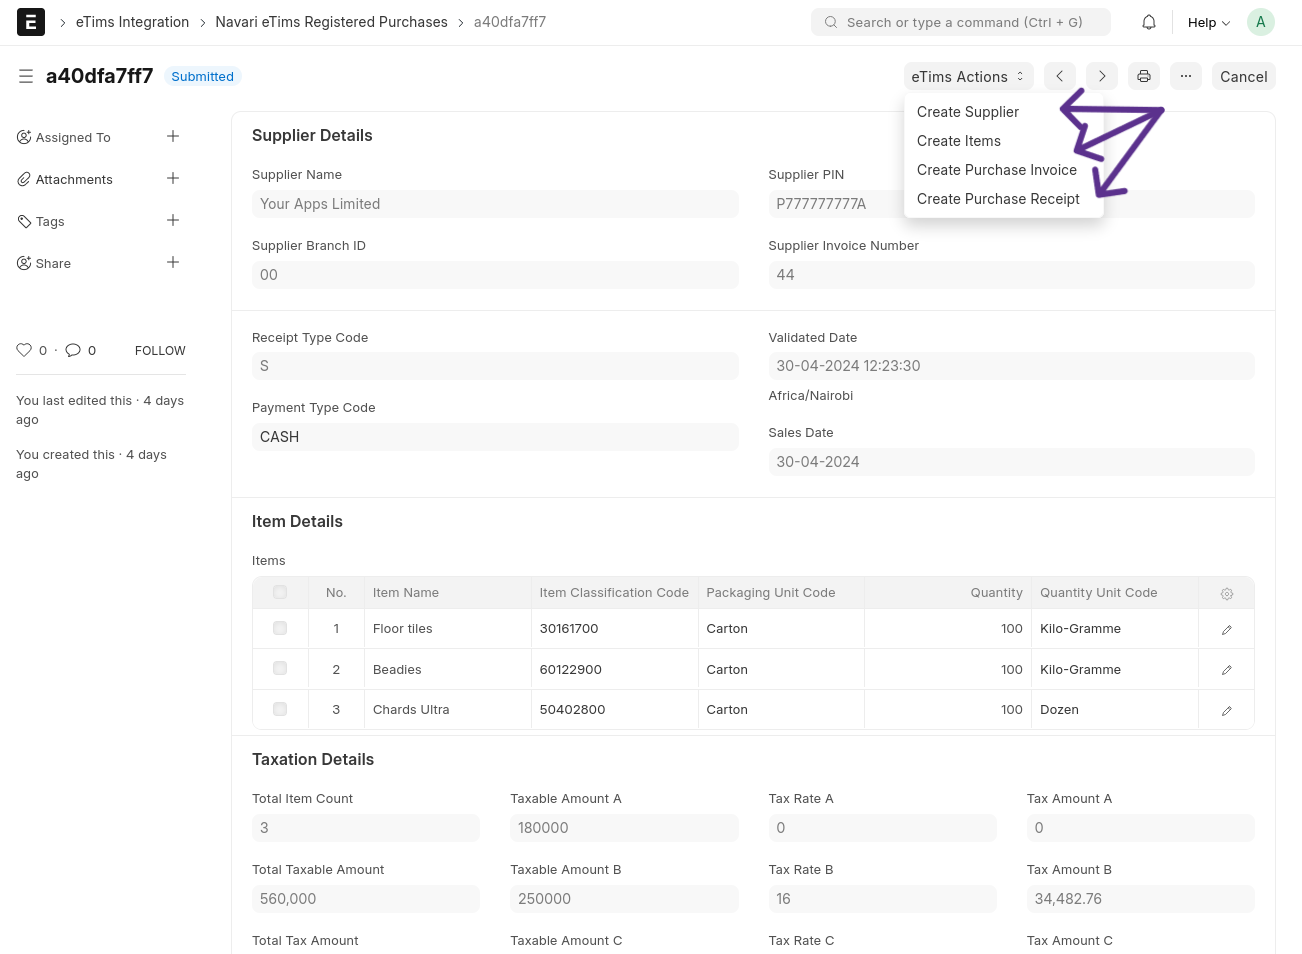 E
eTims Integration
Navari eTims Registered Purchases
a40dfa7ff7
Search or type a command (Ctrl + G)
Help
A
a40dfa7ff7
Submitted
eTims Actions
Cancel
Create Supplier
Create Items
Create Purchase Invoice
Create Purchase Receipt
Assigned To
Attachments
Tags
Share
0 · 0 FOLLOW
You last edited this · 4 days
ago
You created this · 4 days
ago
Supplier Details
Supplier Name
Your Apps Limited
Supplier PIN
P777777777A
Supplier Branch ID
00
Supplier Invoice Number
44
Receipt Type Code
S
Payment Type Code
CASH
Validated Date
30-04-2024 12:23:30
Africa/Nairobi
Sales Date
30-04-2024
Item Details
Items
No. Item Name Item Classification Code Packaging Unit Code Quantity Quantity Unit Code
1 Floor tiles 30161700 Carton 100 Kilo-Gramme
2 Beadies 60122900 Carton 100 Kilo-Gramme
3 Chards Ultra 50402800 Carton 100 Dozen
Taxation Details
Total Item Count Taxable Amount A Tax Rate A Tax Amount A
3 180000 0 0
Total Taxable Amount Taxable Amount B Tax Rate B Tax Amount B
560,000 250000 16 34,482.76
Total Tax Amount Taxable Amount C Tax Rate C Tax Amount C